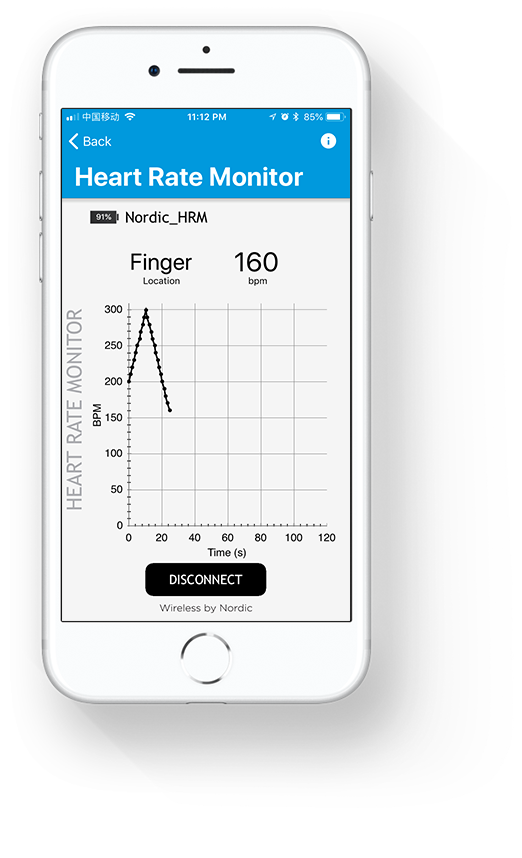 中国移动 11:12 PM 85%
Back
Heart Rate Monitor
91% Nordic_HRM
Finger 160
Location bpm
HEART RATE MONITOR
BPM
300
250
200
150
100
50
0
0 20 40 60 80 100 120
Time (s)
DISCONNECT
Wireless by Nordic